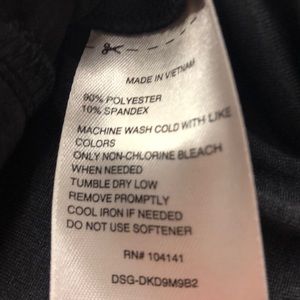 MADE IN VIETNAM
90% POLYESTER
10% SPANDEX
MACHINE WASH COLD WITH LIKE
COLORS
ONLY NON-CHLORINE BLEACH
WHEN NEEDED
TUMBLE DRY LOW
REMOVE PROMPTLY
COOL IRON IF NEEDED
DO NOT USE SOFTENER
RN# 104141
DSG-DKD9M9B2